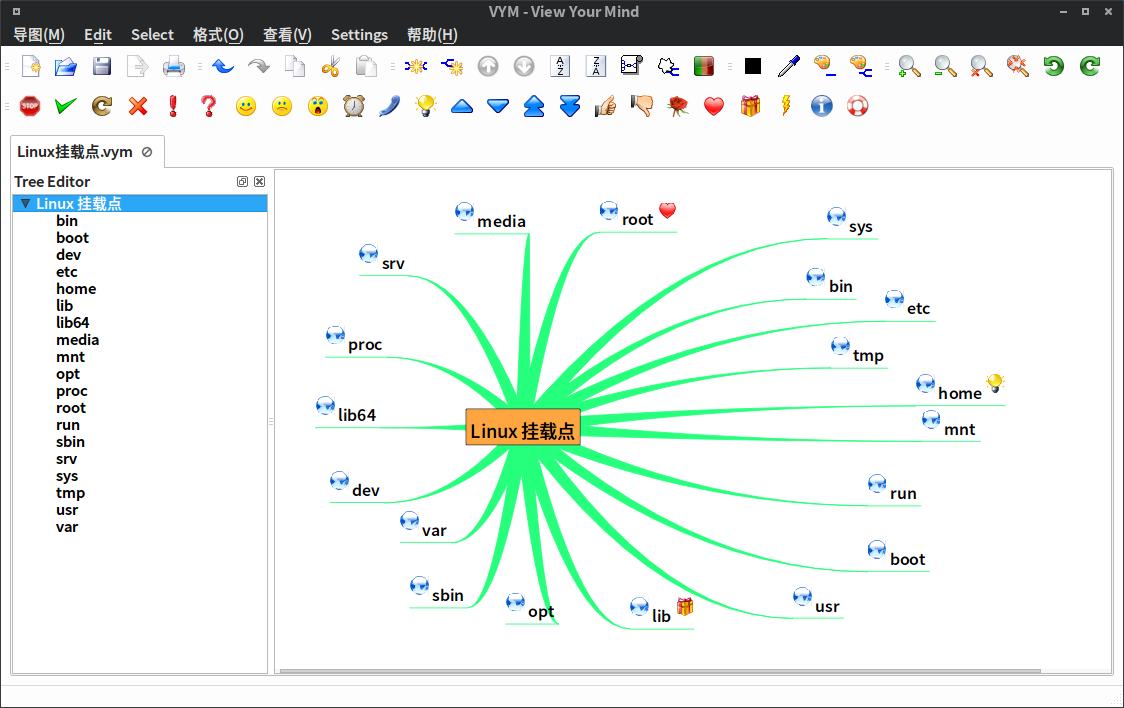 VYM - View Your Mind
导图(M) Edit Select 格式(O) 查看(V) Settings 帮助(H)
A Z Z A
STOP
Linux挂载点.vym
Tree Editor
Linux 挂载点
bin
boot
dev
etc
home
lib
lib64
media
mnt
opt
proc
root
run
sbin
srv
sys
tmp
usr
var
media
root
sys
srv
bin
etc
proc
tmp
home
lib64
Linux 挂载点
mnt
dev
run
var
boot
sbin
opt
lib
usr